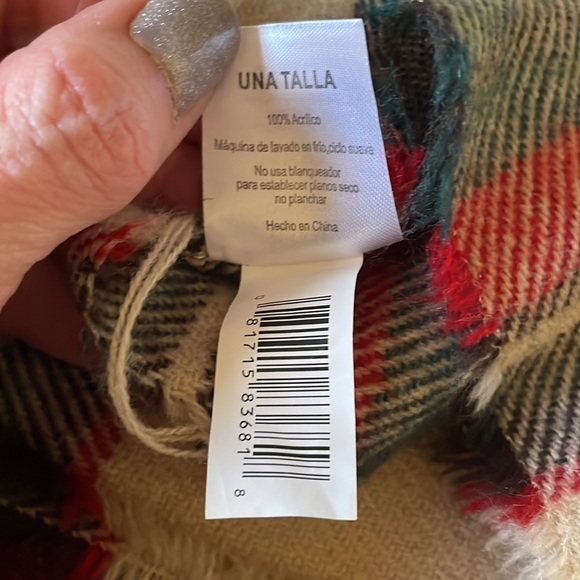 UNA TALLA
100% Acrílico
Máquina de lavado en frío,ciclo suave
No usa blanqueador
para establecer planos seco
no planchar
Hecho en China
0 81715 83681 8